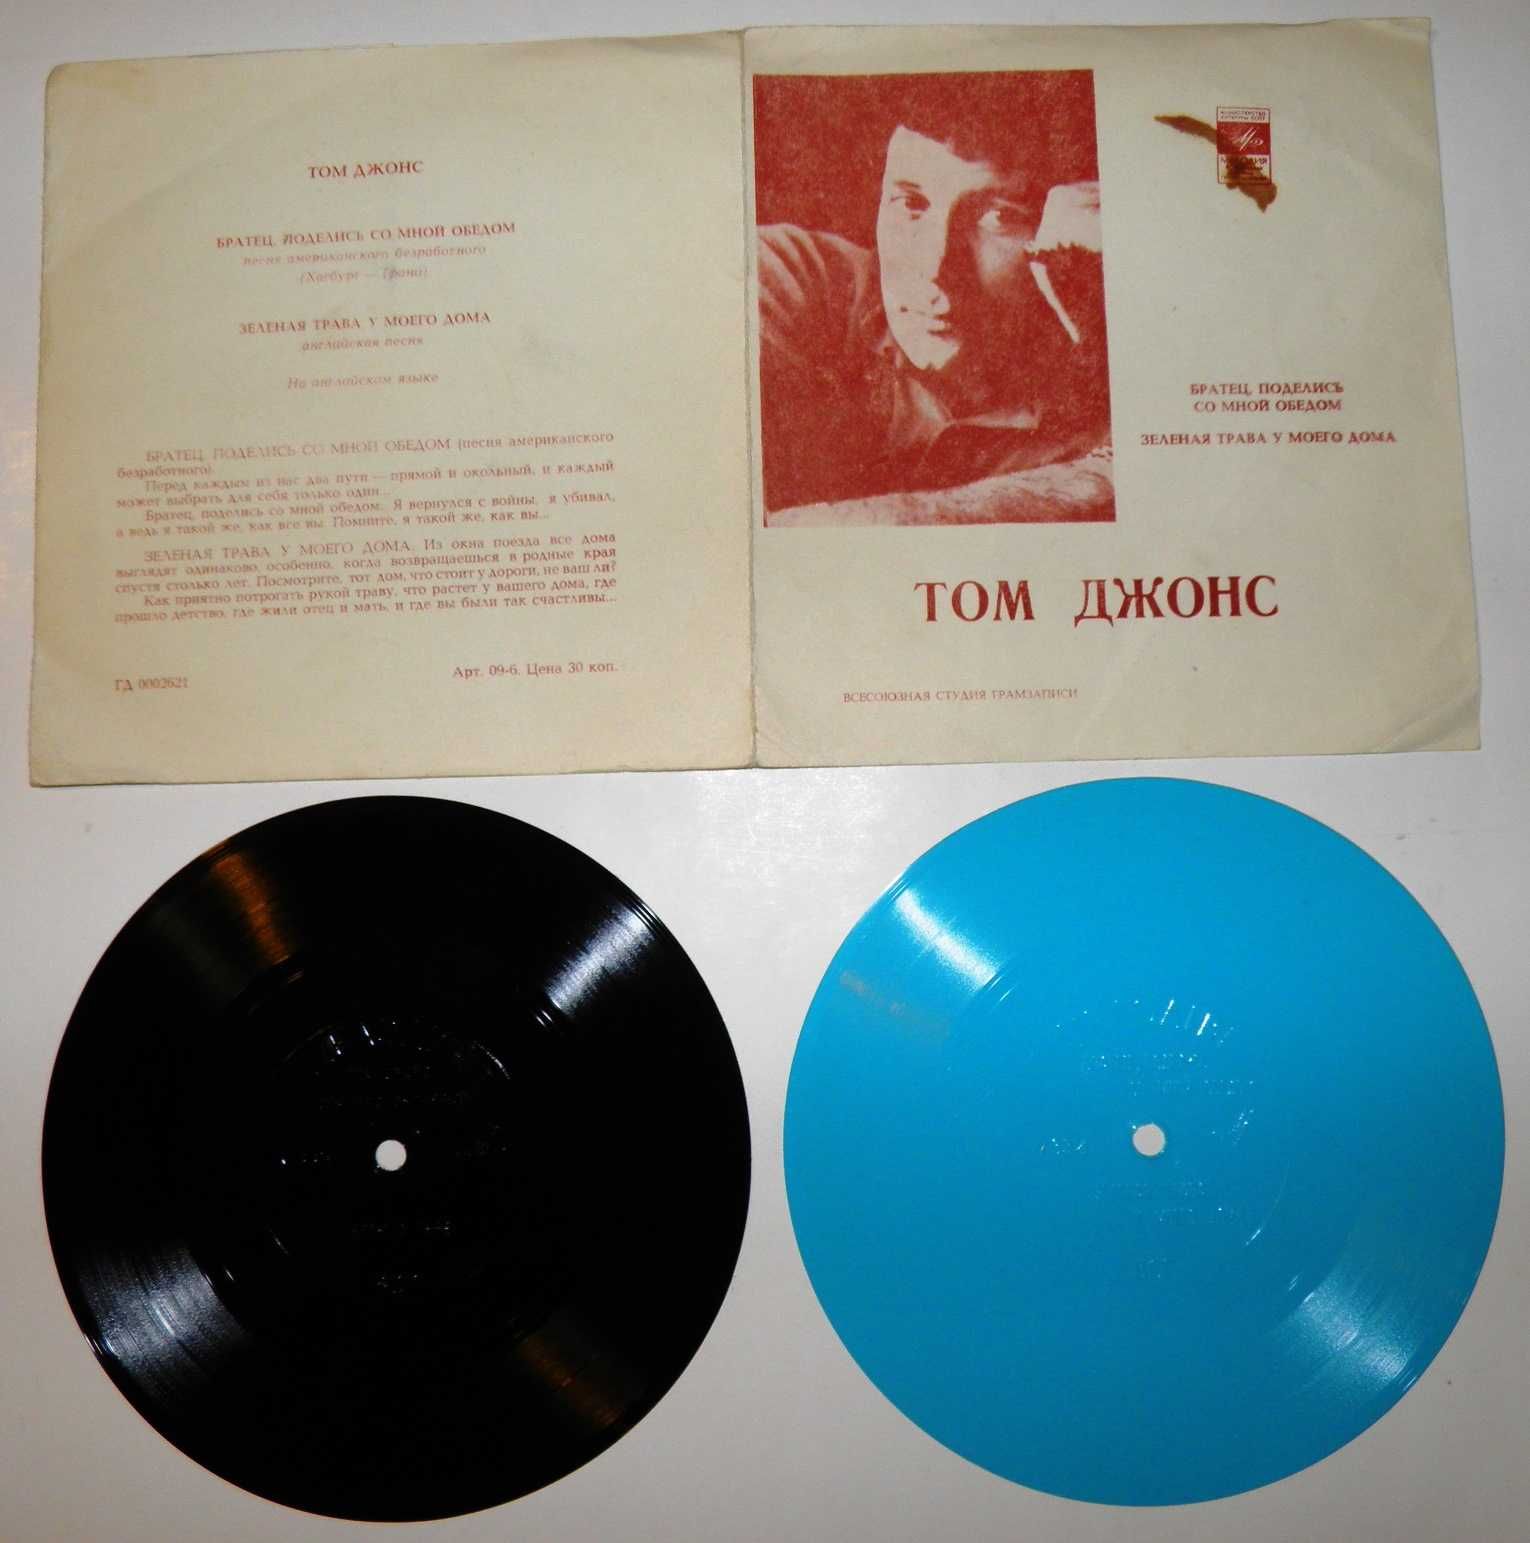 ТОМ ДЖОНС
БРАТЕЦ, ПОДЕЛИСЬ СО МНОЙ ОБЕДОМ
песня американского безработного
(Харбург — Грани)
ЗЕЛЕНАЯ ТРАВА У МОЕГО ДОМА
английская песня
На английском языке
БРАТЕЦ, ПОДЕЛИСЬ СО МНОЙ ОБЕДОМ (песня американского
безработного).
Перед каждым из нас два пути — прямой и окольный, и каждый
может выбрать для себя только один...
Братец, поделись со мной обедом. Я вернулся с войны, я убивал,
а ведь я такой же, как все вы. Помните, я такой же, как вы...
ЗЕЛЕНАЯ ТРАВА У МОЕГО ДОМА. Из окна поезда все дома
выглядят одинаково, особенно, когда возвращаешься в родные края
спустя столько лет. Посмотрите, тот дом, что стоит у дороги, не ваш ли?
Как приятно потрогать рукой траву, что растет у вашего дома, где
прошло детство, где жили отец и мать, и где вы были так счастливы...
Арт. 09-6. Цена 30 коп.
ГД 0002621
МИНИСТЕРСТВО
КУЛЬТУРЫ СССР
МЕЛОДИЯ
БРАТЕЦ, ПОДЕЛИСЬ
СО МНОЙ ОБЕДОМ
ЗЕЛЕНАЯ ТРАВА У МОЕГО ДОМА
ТОМ ДЖОНС
ВСЕСОЮЗНАЯ СТУДИЯ ГРАМЗАПИСИ